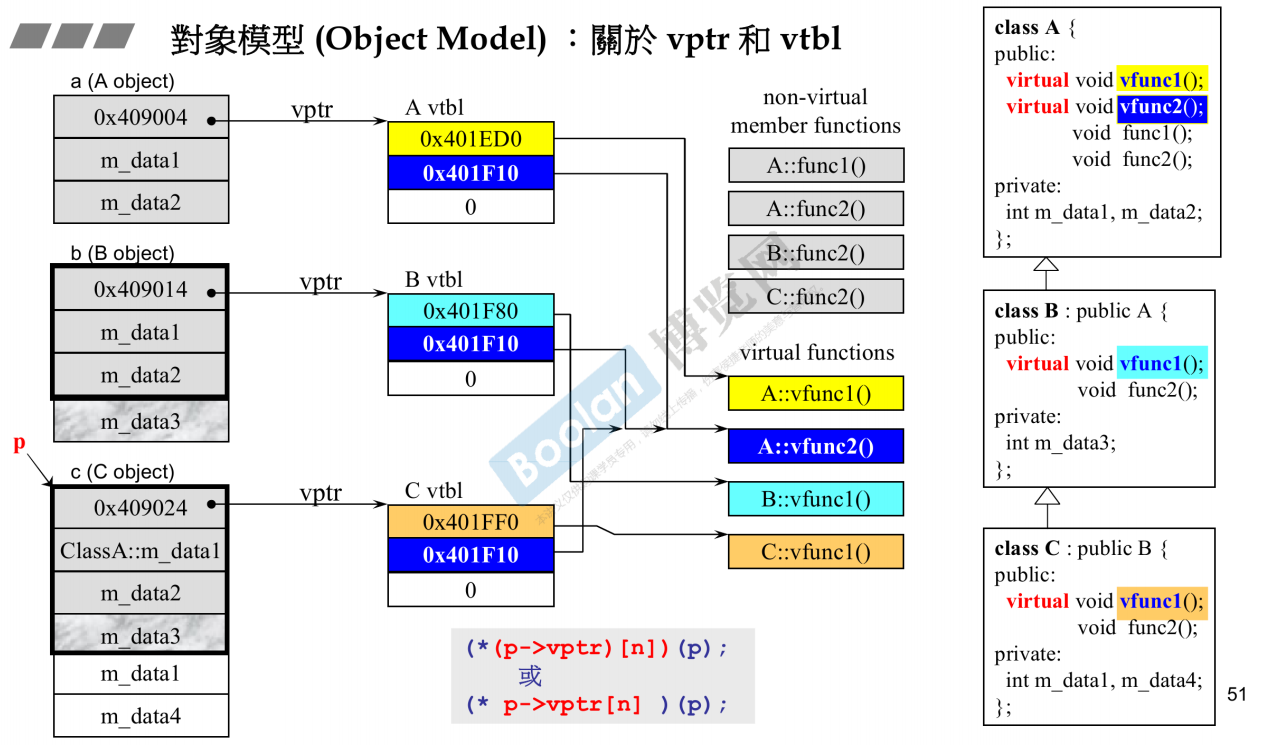 對象模型 (Object Model) ：關於 vptr 和 vtbl
a (A object)
0x409004
m_data1
m_data2
vptr
A vtbl
0x401ED0
0x401F10
0
b (B object)
0x409014
m_data1
m_data2
m_data3
vptr
B vtbl
0x401F80
0x401F10
0
p
c (C object)
0x409024
ClassA::m_data1
m_data2
m_data3
m_data1
m_data4
vptr
C vtbl
0x401FF0
0x401F10
0
non-virtual
member functions
A::func1()
A::func2()
B::func2()
C::func2()
virtual functions
A::vfunc1()
A::vfunc2()
B::vfunc1()
C::vfunc1()
(*(p->vptr)[n])(p);
或
(* p->vptr[n] )(p);
class A {
public:
virtual void vfunc1();
virtual void vfunc2();
void func1();
void func2();
private:
int m_data1, m_data2;
};
class B : public A {
public:
virtual void vfunc1();
void func2();
private:
int m_data3;
};
class C : public B {
public:
virtual void vfunc1();
void func2();
private:
int m_data1, m_data4;
};
51
Boolan
博览网